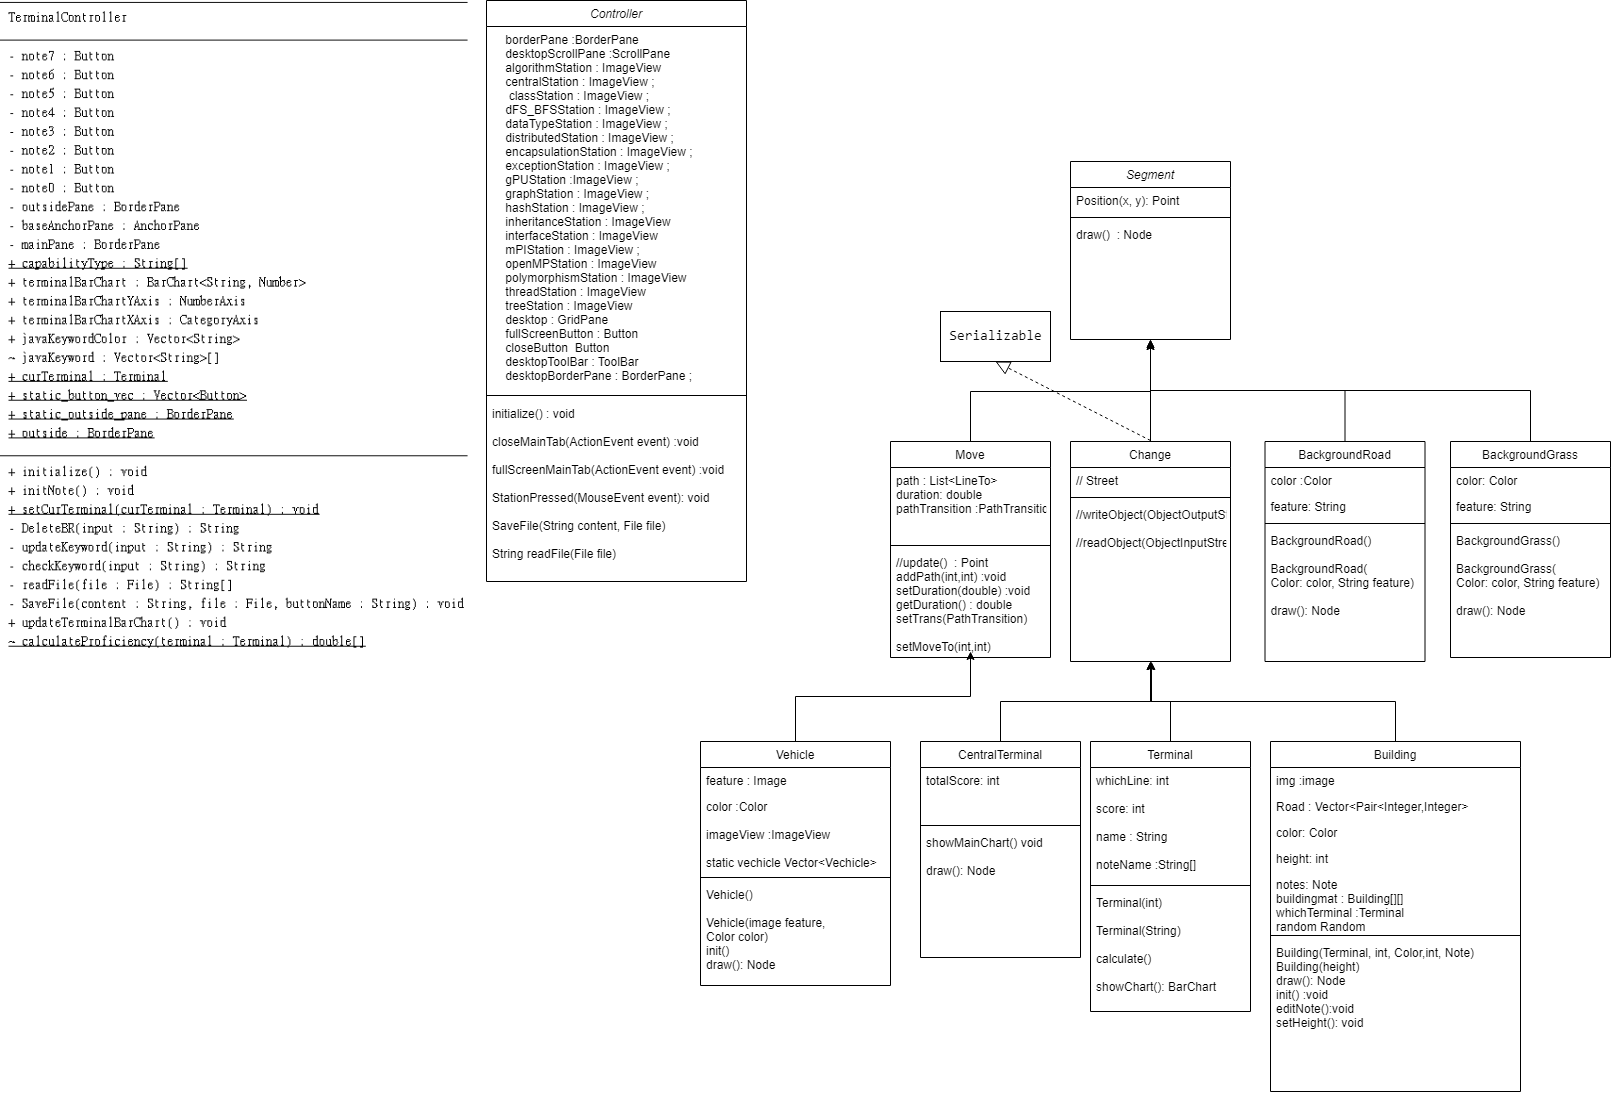 TerminalController
- note7 : Button
- note6 : Button
- note5 : Button
- note4 : Button
- note3 : Button
- note2 : Button
- note1 : Button
- note0 : Button
- outsidePane : BorderPane
- baseAnchorPane : AnchorPane
- mainPane : BorderPane
+ capabilityType : String[]
+ terminalBarChart : BarChart<String, Number>
+ terminalBarChartYAxis : NumberAxis
+ terminalBarChartXAxis : CategoryAxis
+ javaKeywordColor : Vector<String>
~ javaKeyword : Vector<String>[]
+ curTerminal : Terminal
+ static_button_vec : Vector<Button>
+ static_outside_pane : BorderPane
+ outside : BorderPane
+ initialize() : void
+ initNote() : void
+ setCurTerminal(curTerminal : Terminal) : void
- DeleteBR(input : String) : String
- updateKeyword(input : String) : String
- checkKeyword(input : String) : String
- readFile(file : File) : String[]
- SaveFile(content : String, file : File, buttonName : String) : void
+ updateTerminalBarChart() : void
~ calculateProficiency(terminal : Terminal) : double[]
Controller
borderPane :BorderPane
desktopScrollPane :ScrollPane
algorithmStation : ImageView
centralStation : ImageView ;
classStation : ImageView ;
dFS_BFSStation : ImageView ;
dataTypeStation : ImageView ;
distributedStation : ImageView ;
encapsulationStation : ImageView ;
exceptionStation : ImageView ;
gPUStation :ImageView ;
graphStation : ImageView ;
hashStation : ImageView ;
inheritanceStation : ImageView
interfaceStation : ImageView
mPIStation : ImageView ;
openMPStation : ImageView
polymorphismStation : ImageView
threadStation : ImageView
treeStation : ImageView
desktop : GridPane
fullScreenButton : Button
closeButton  Button
desktopToolBar : ToolBar
desktopBorderPane : BorderPane ;
initialize() : void
closeMainTab(ActionEvent event) :void
fullScreenMainTab(ActionEvent event) :void
StationPressed(MouseEvent event): void
SaveFile(String content, File file)
String readFile(File file)
Segment
Position(x, y): Point
draw()  : Node
Serializable
Move
path : List<LineTo>
duration: double
pathTransition :PathTransitic
//update()  : Point
addPath(int,int) :void
setDuration(double) :void
getDuration() : double
setTrans(PathTransition)
setMoveTo(int,int)
Change
// Street
//writeObject(ObjectOutputS
//readObject(ObjectInputStre
BackgroundRoad
color :Color
feature: String
BackgroundRoad()
BackgroundRoad(
Color: color, String feature)
draw(): Node
BackgroundGrass
color: Color
feature: String
BackgroundGrass()
BackgroundGrass(
Color: color, String feature)
draw(): Node
Vehicle
feature : Image
color :Color
imageView :ImageView
static vechicle Vector<Vechicle>
Vehicle()
Vehicle(image feature,
Color color)
init()
draw(): Node
CentralTerminal
totalScore: int
showMainChart() void
draw(): Node
Terminal
whichLine: int
score: int
name : String
noteName :String[]
Terminal(int)
Terminal(String)
calculate()
showChart(): BarChart
Building
img :image
Road : Vector<Pair<Integer,Integer>
color: Color
height: int
notes: Note
buildingmat : Building[][]
whichTerminal :Terminal
random Random
Building(Terminal, int, Color,int, Note)
Building(height)
draw(): Node
init() :void
editNote():void
setHeight(): void